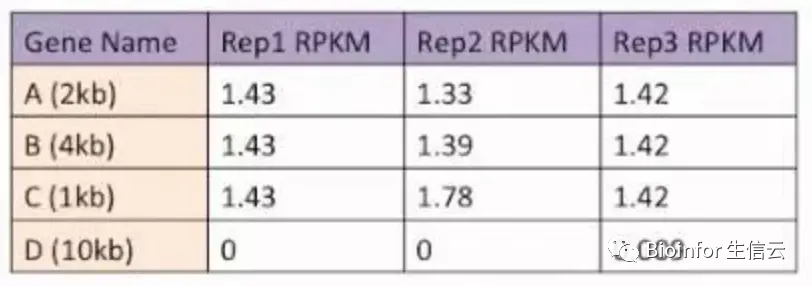 Gene Name Rep1 RPKM Rep2 RPKM Rep3 RPKM
A (2kb) 1.43 1.33 1.42
B (4kb) 1.43 1.39 1.42
C (1kb) 1.43 1.78 1.42
D (10kb) 0 0
Bioinfor 生信云